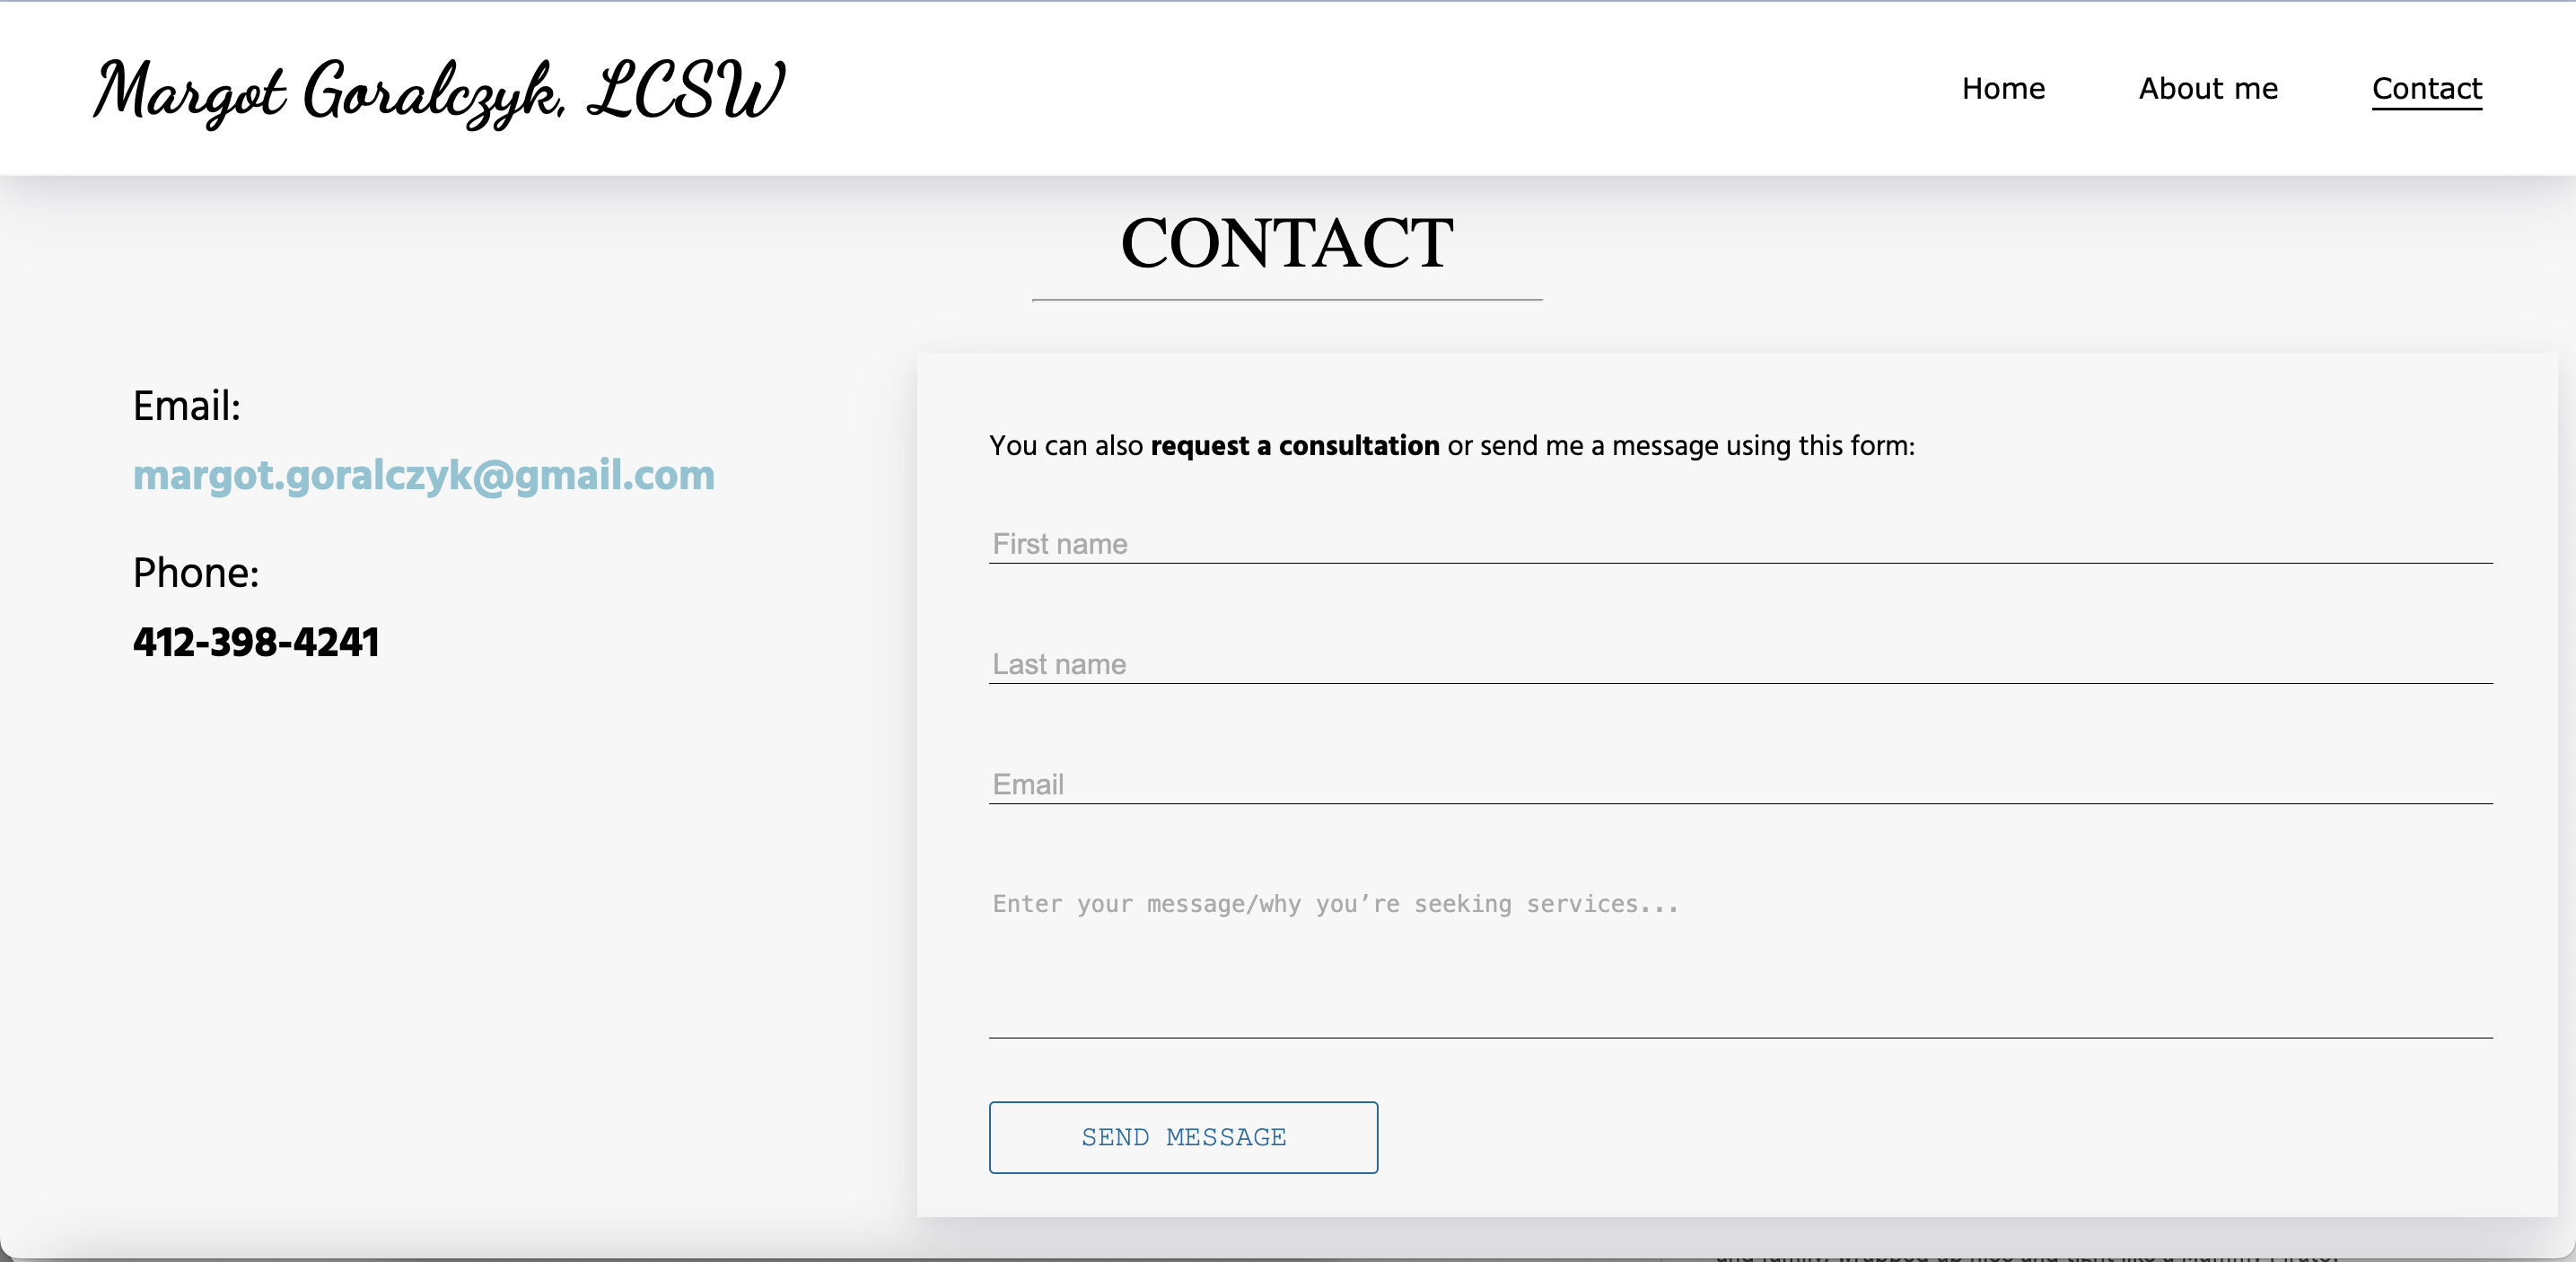 Margot Goralczyk, LCSW
Home About me Contact
CONTACT
Email:
margot.goralczyk@gmail.com
Phone:
412-398-4241
You can also request a consultation or send me a message using this form:
First name
Last name
Email
Enter your message/why you’re seeking services...
SEND MESSAGE